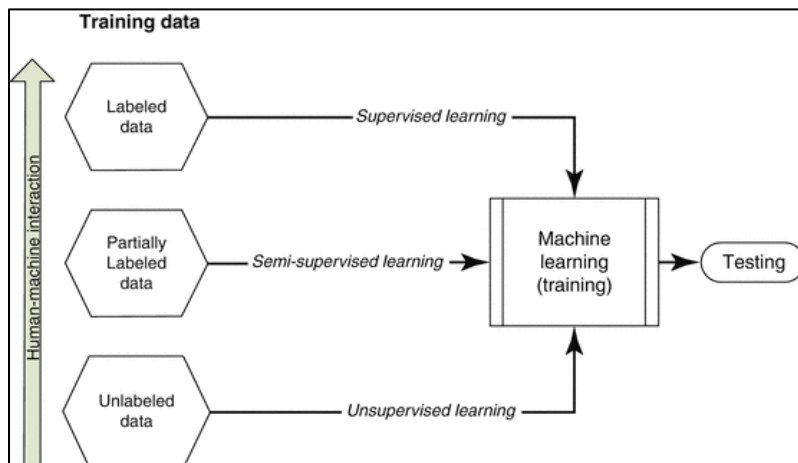 Training data
Human-machine interaction
Labeled
data
Supervised learning
Partially
Labeled
data
Semi-supervised learning
Machine
learning
(training)
Testing
Unlabeled
data
Unsupervised learning